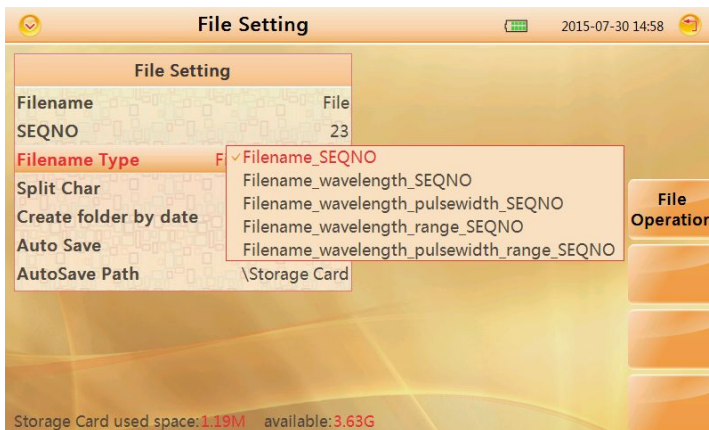 File Setting
2015-07-30 14:58
File Setting
Filename File
SEQNO 23
Filename Type
Filename_SEQNO
Filename_wavelength_SEQNO
Filename_wavelength_pulsewidth_SEQNO
Filename_wavelength_range_SEQNO
Filename_wavelength_pulsewidth_range_SEQNO
Split Char
Create folder by date
Auto Save
AutoSave Path \Storage Card
File
Operation
Storage Card used space:1.19M available:3.63G